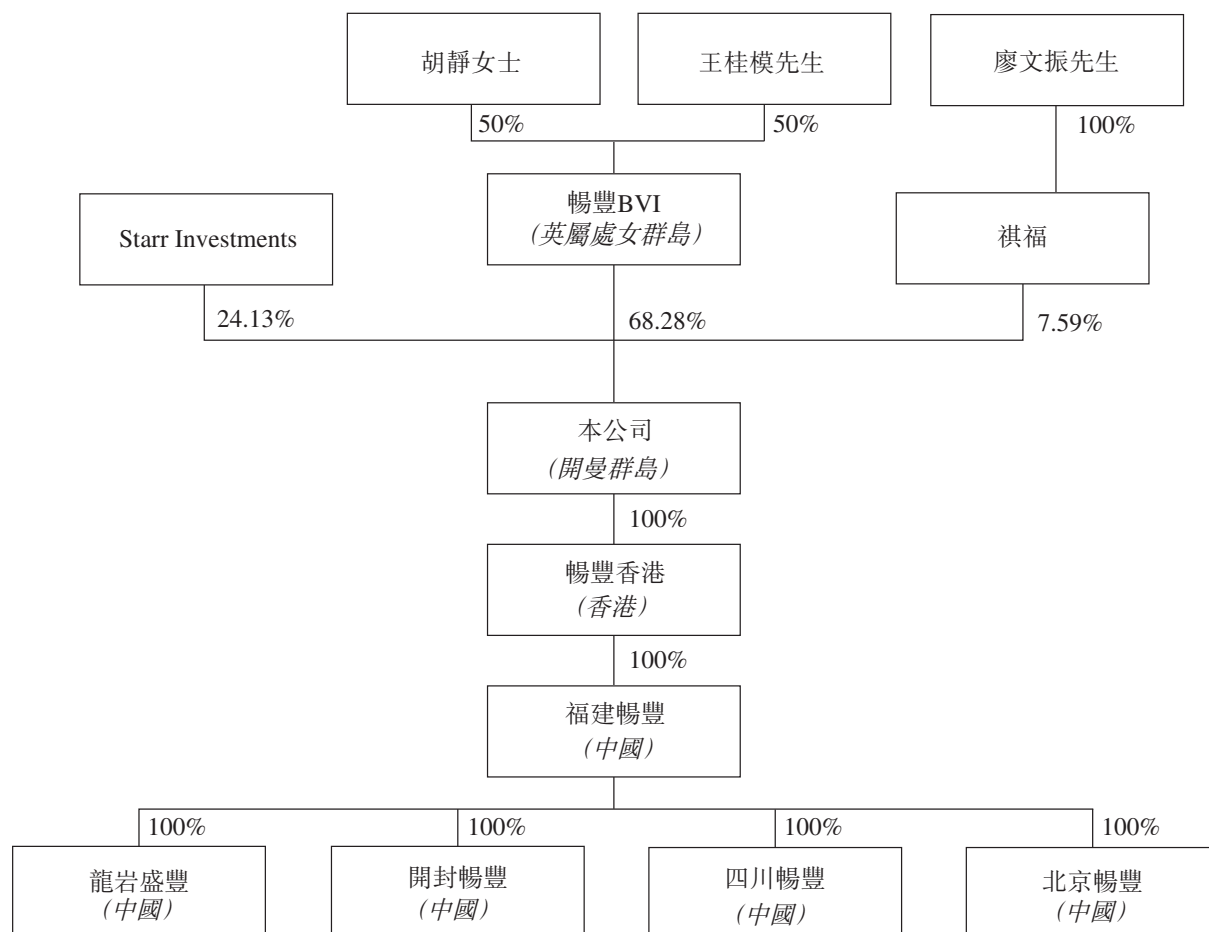 胡靜女士
王桂模先生
廖文振先生
50%
50%
100%
Starr Investments
暢豐BVI
(英屬處女群島)
祺福
24.13%
68.28%
7.59%
本公司
(開曼群島)
100%
暢豐香港
(香港)
100%
福建暢豐
(中國)
100%
100%
100%
100%
龍岩盛豐
(中國)
開封暢豐
(中國)
四川暢豐
(中國)
北京暢豐
(中國)